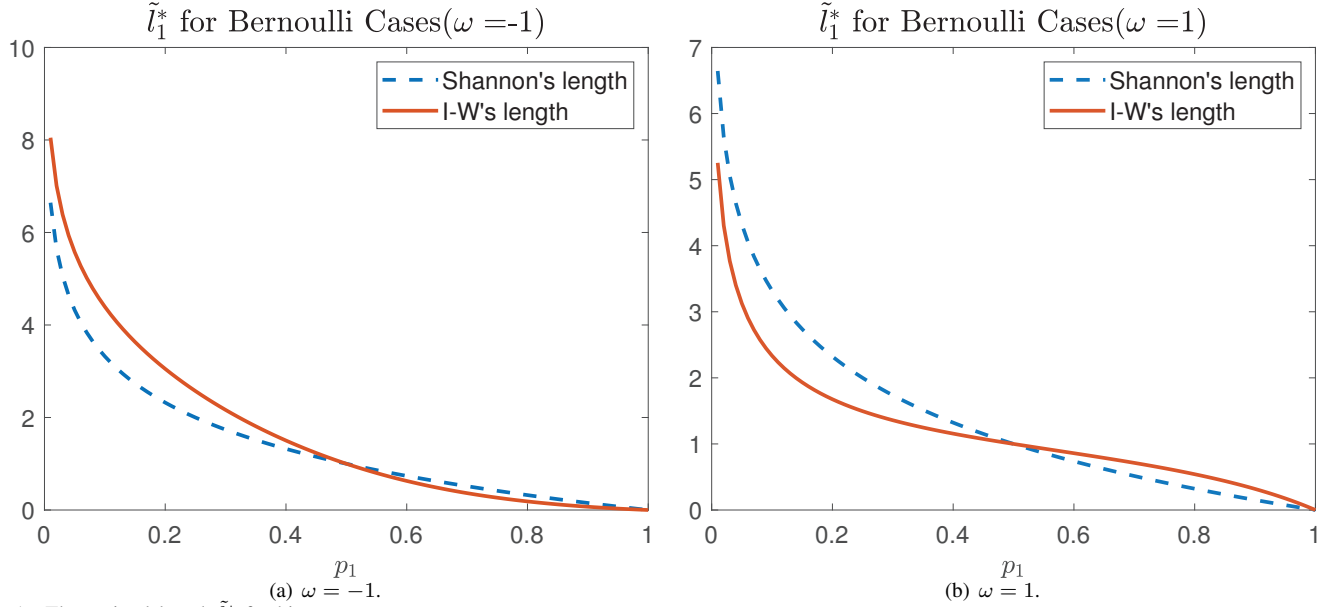 l̃₁* for Bernoulli Cases(ω =-1)
10
8
6
4
2
0
0
0.2
0.4
0.6
0.8
1
Shannon's length
I-W's length
p₁
(a) ω = −1.
l̃₁* for Bernoulli Cases(ω =1)
7
6
5
4
3
2
1
0
0
0.2
0.4
0.6
0.8
1
Shannon's length
I-W's length
p₁
(b) ω = 1.